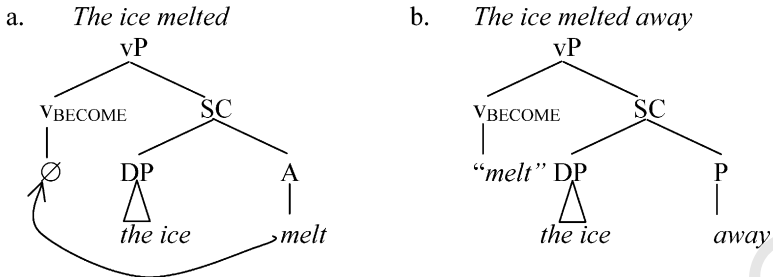 a. The ice melted b. The ice melted away
vP vP
vBECOME SC vBECOME SC
∅ DP A “melt” DP P
the ice melt the ice away